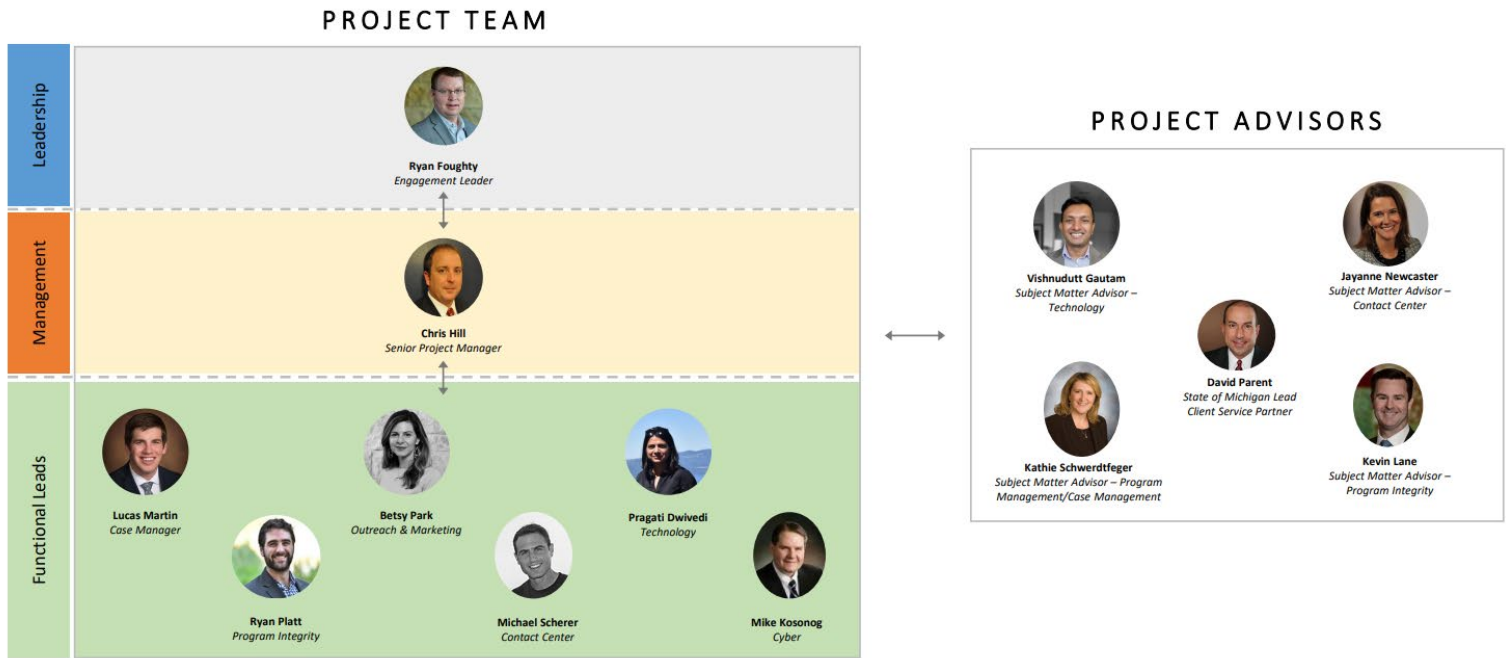 PROJECT TEAM
Leadership
Ryan Foughty
Engagement Leader
Management
Chris Hill
Senior Project Manager
Functional Leads
Lucas Martin
Case Manager
Betsy Park
Outreach & Marketing
Pragati Dwivedi
Technology
Ryan Platt
Program Integrity
Michael Scherer
Contact Center
Mike Kosonog
Cyber
PROJECT ADVISORS
Vishnudutt Gautam
Subject Matter Advisor –
Technology
Jayanne Newcaster
Subject Matter Advisor –
Contact Center
David Parent
State of Michigan Lead
Client Service Partner
Kathie Schwerdtfeger
Subject Matter Advisor – Program
Management/Case Management
Kevin Lane
Subject Matter Advisor –
Program Integrity